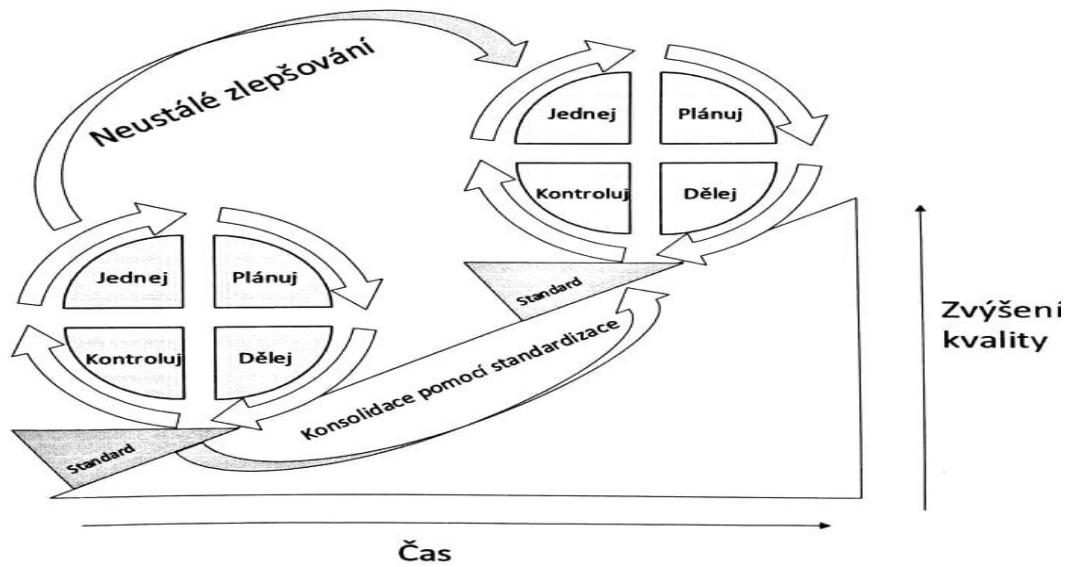 Neustálé zlepšování
Jednej
Plánuj
Kontroluj
Dělej
Standard
Jednej
Plánuj
Kontroluj
Dělej
Standard
Konsolidace pomocí standardizace
Zvýšení
kvality
Čas